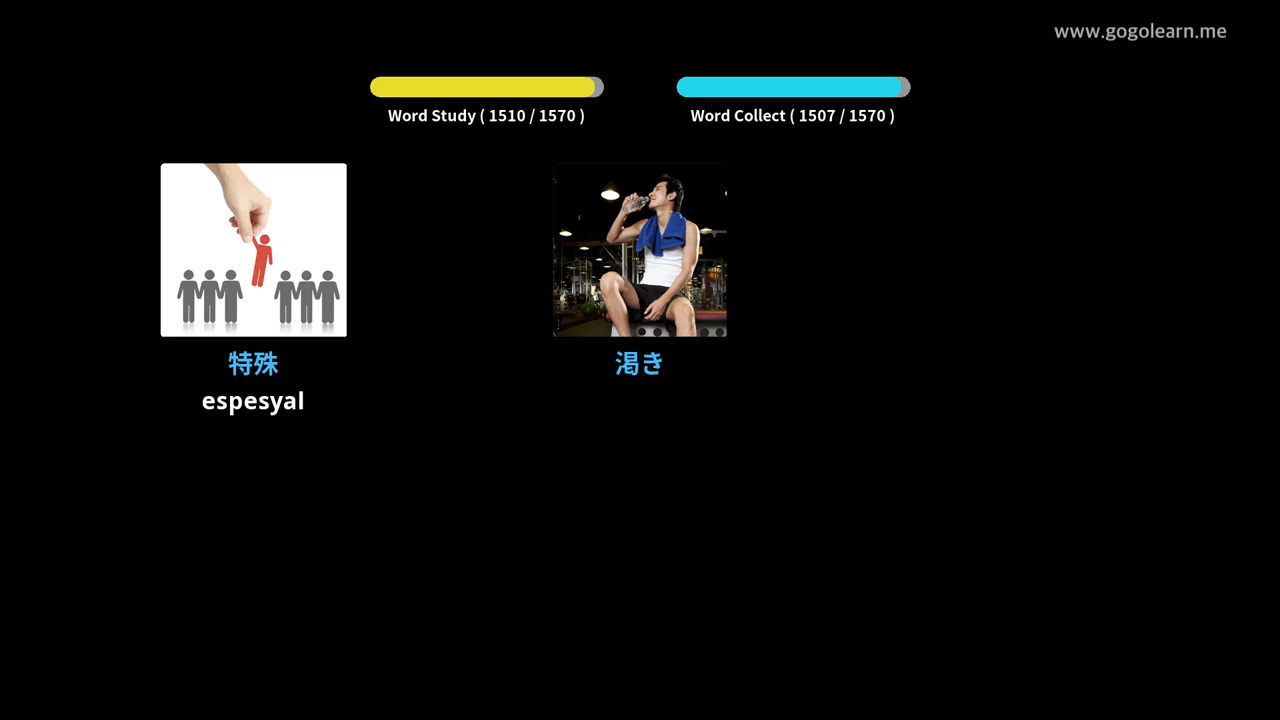 www.gogolearn.me
Word Study ( 1510 / 1570 )
Word Collect ( 1507 / 1570 )
特殊
渇き
espesyal